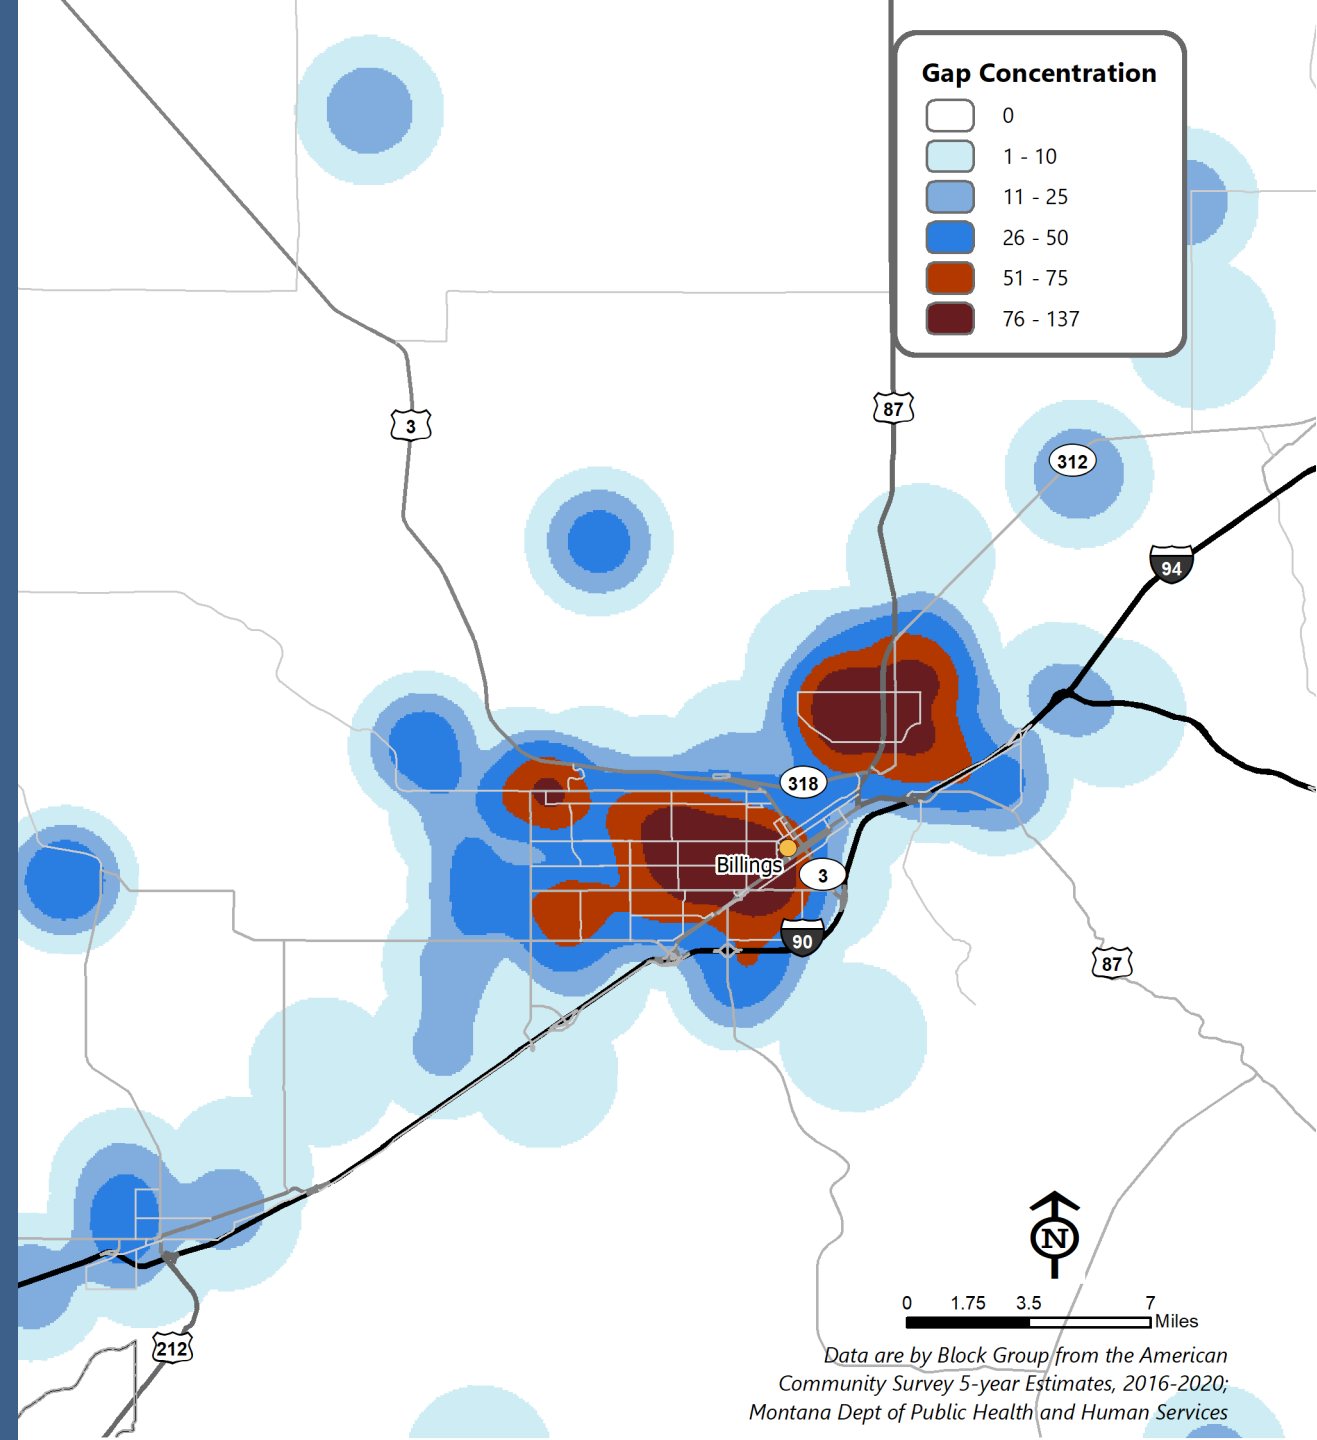 Gap Concentration
0
1 - 10
11 - 25
26 - 50
51 - 75
76 - 137
3
87
312
94
318
Billings
3
90
87
212
N
0 1.75 3.5 7
Miles
Data are by Block Group from the American
Community Survey 5-year Estimates, 2016-2020;
Montana Dept of Public Health and Human Services